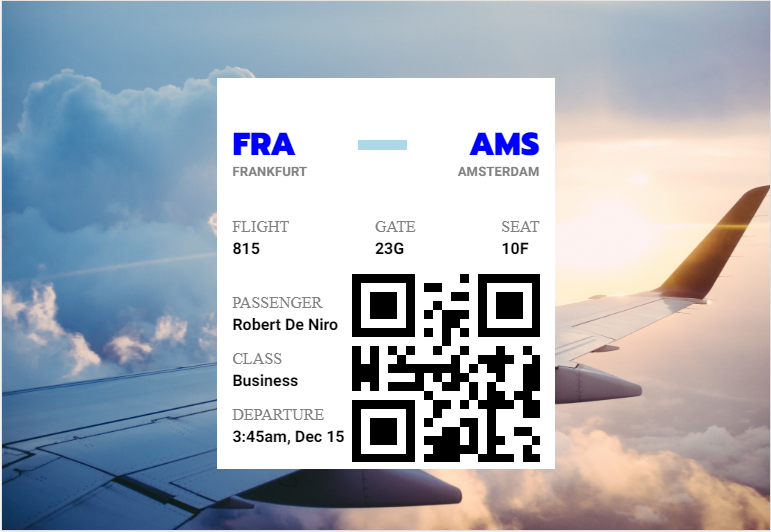 FRA AMS
FRANKFURT AMSTERDAM
FLIGHT GATE SEAT
815 23G 10F
PASSENGER
Robert De Niro
CLASS
Business
DEPARTURE
3:45am, Dec 15